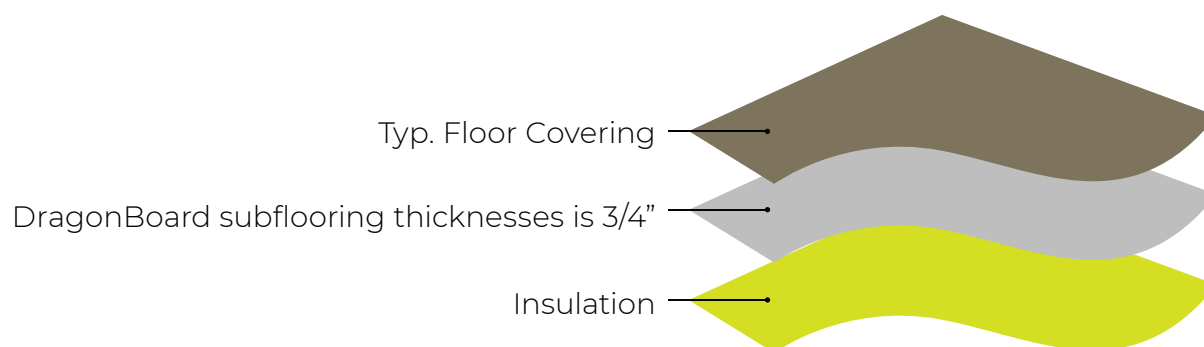 Typ. Floor Covering
DragonBoard subflooring thicknesses is 3/4”
Insulation